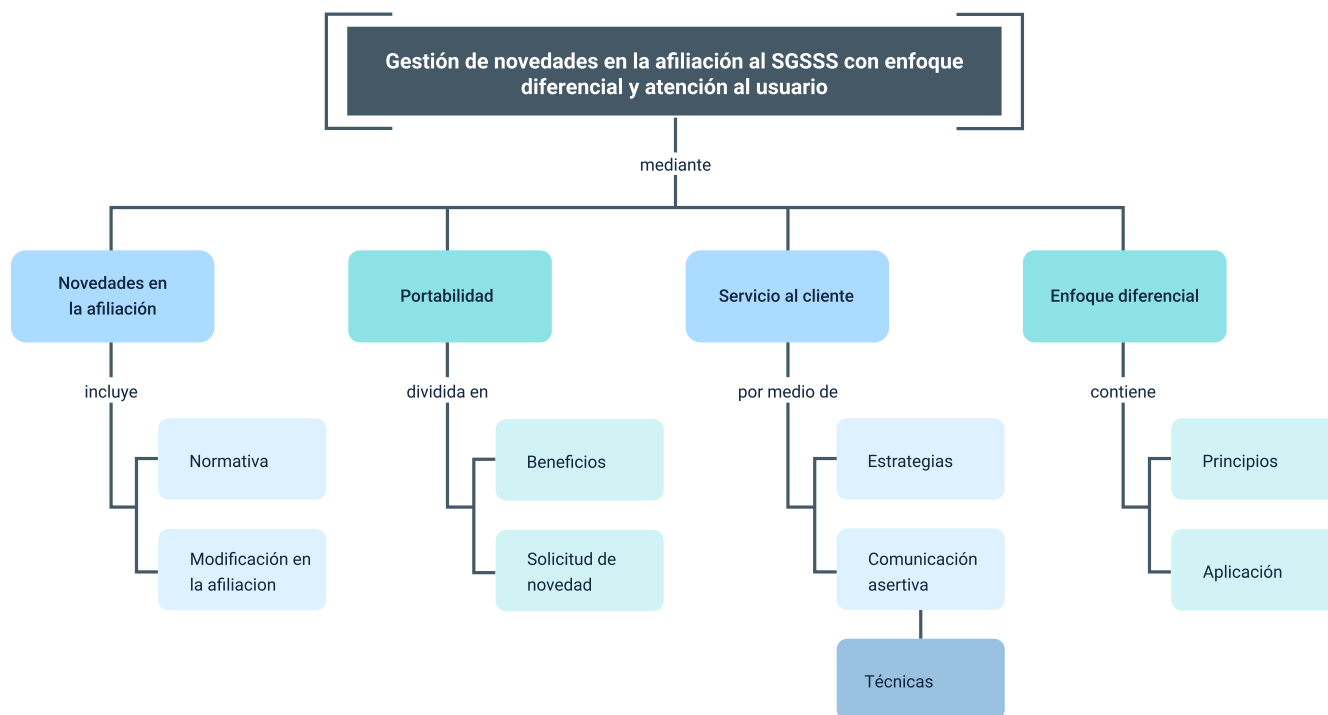 Gestión de novedades en la afiliación al SGSSS con enfoque
diferencial y atención al usuario
mediante
Novedades en
la afiliación
Portabilidad
Servicio al cliente
Enfoque diferencial
incluye
dividida en
por medio de
contiene
Normativa
Beneficios
Estrategias
Principios
Modificación en
la afiliacion
Solicitud de
novedad
Comunicación
asertiva
Aplicación
Técnicas